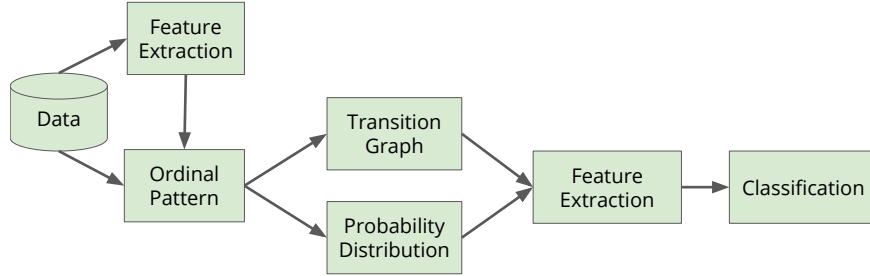 Feature
Extraction
Data
Ordinal
Pattern
Transition
Graph
Probability
Distribution
Feature
Extraction
Classification